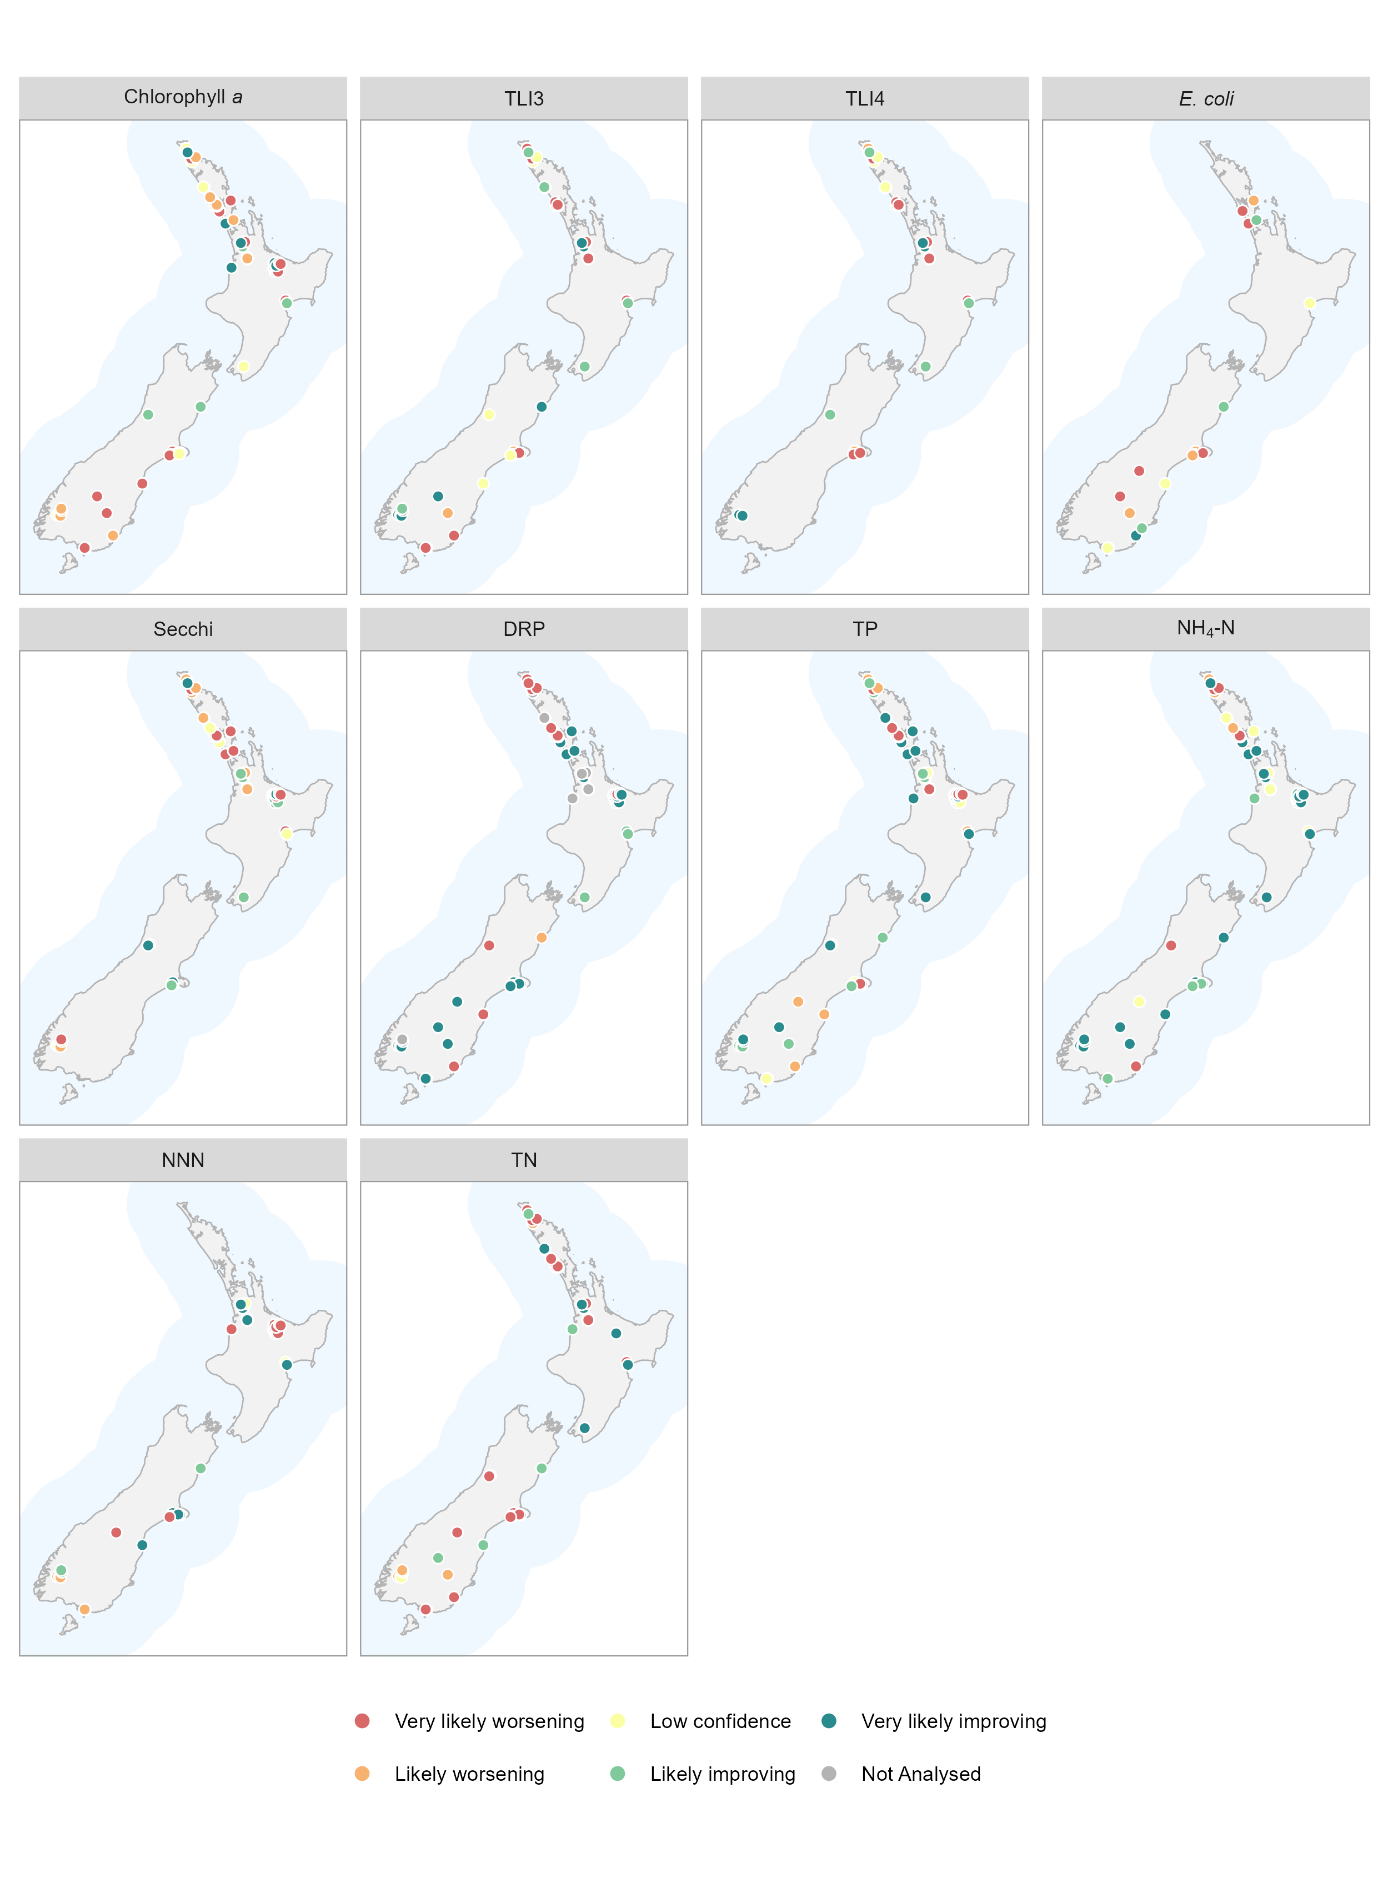 Chlorophyll a
TLI3
TLI4
E. coli
Secchi
DRP
TP
NH₄-N
NNN
TN
Very likely worsening
Low confidence
Very likely improving
Likely worsening
Likely improving
Not Analysed